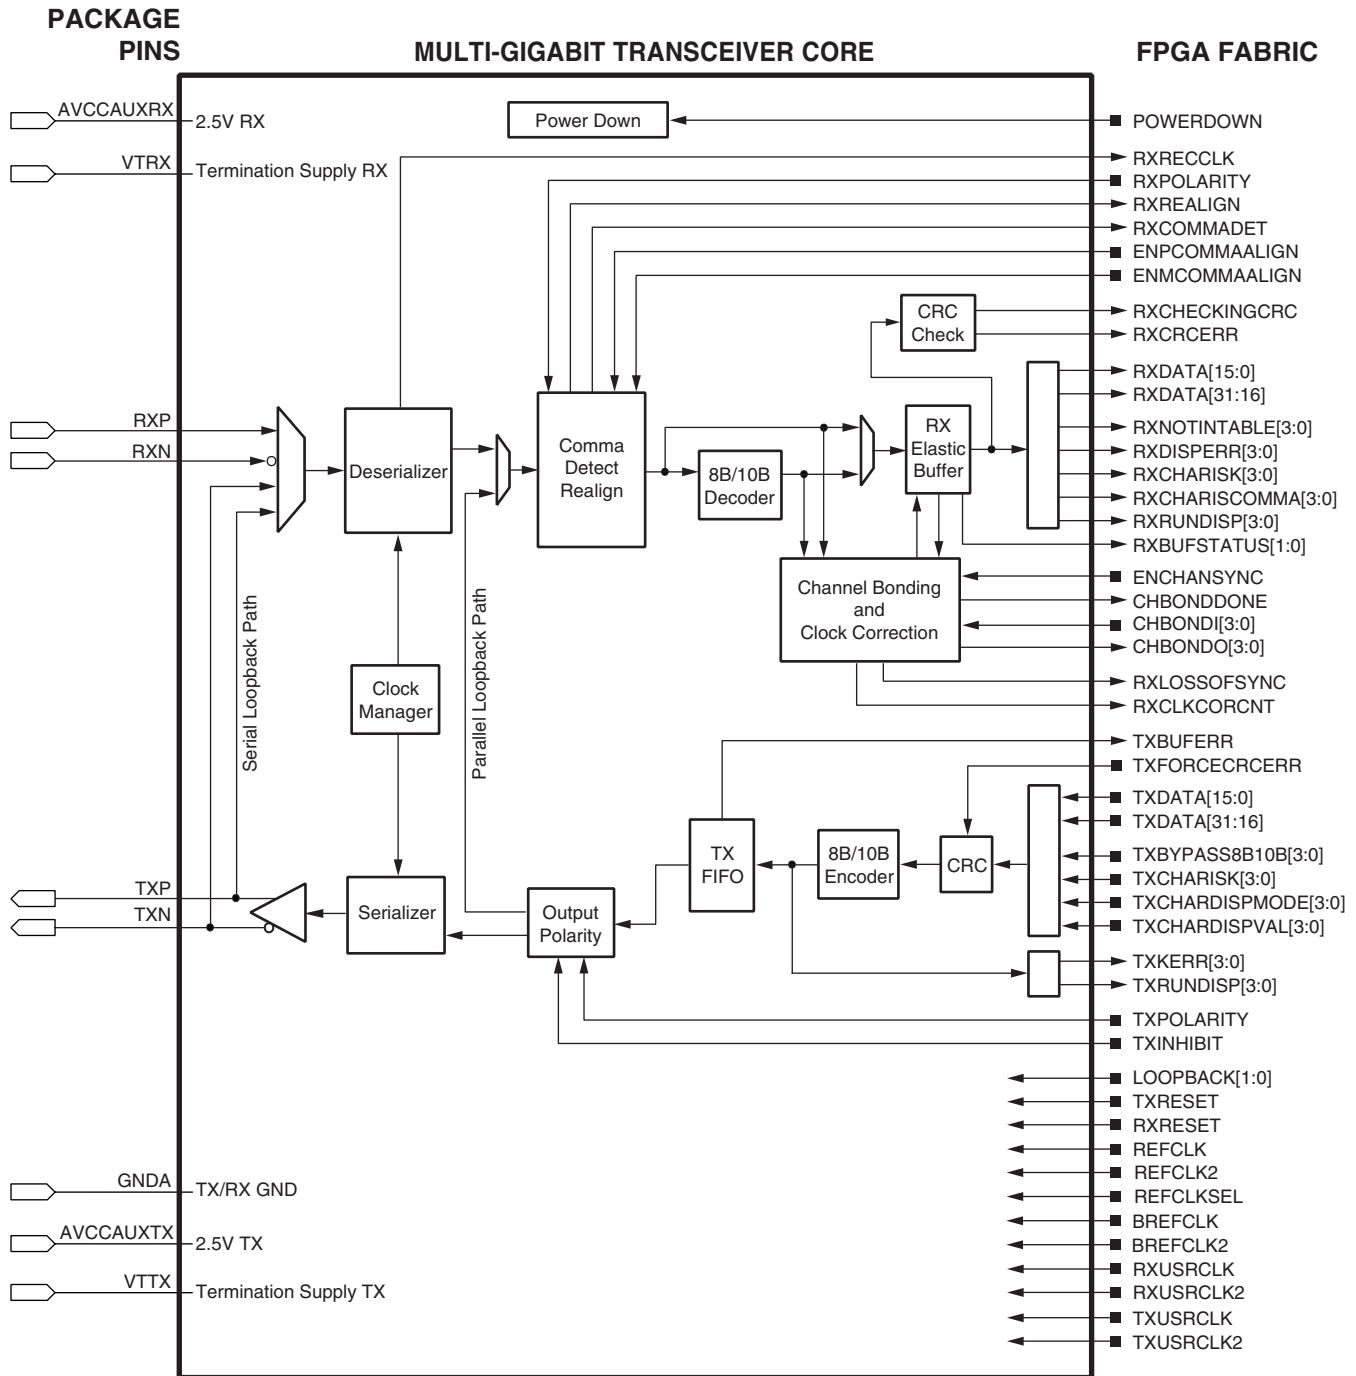 PACKAGE
PINS
MULTI-GIGABIT TRANSCEIVER CORE
FPGA FABRIC
AVCCAUXRX
2.5V RX
VTRX
Termination Supply RX
Power Down
POWERDOWN
RXRECCLK
RXPOLARITY
RXREALIGN
RXCOMMADET
ENPCOMMAALIGN
ENMCOMMAALIGN
CRC
Check
RXCHECKINGCRC
RXCRCERR
RXDATA[15:0]
RXDATA[31:16]
RXNOTINTABLE[3:0]
RXDISPERR[3:0]
RXCHARISK[3:0]
RXCHARISCOMMA[3:0]
RXRUNDISP[3:0]
RXBUFSTATUS[1:0]
RXP
RXN
Deserializer
Comma
Detect
Realign
8B/10B
Decoder
RX
Elastic
Buffer
Channel Bonding
and
Clock Correction
ENCHANSYNC
CHBONDDONE
CHBONDI[3:0]
CHBONDO[3:0]
RXLOSSOFSYNC
RXCLKCORCNT
Serial Loopback Path
Clock
Manager
Parallel Loopback Path
TXBUFERR
TXFORCECRCERR
TXDATA[15:0]
TXDATA[31:16]
TXBYPASS8B10B[3:0]
TXCHARISK[3:0]
TXCHARDISPMODE[3:0]
TXCHARDISPVAL[3:0]
TXKERR[3:0]
TXRUNDISP[3:0]
TXPOLARITY
TXINHIBIT
TX
FIFO
8B/10B
Encoder
CRC
TXP
TXN
Serializer
Output
Polarity
LOOPBACK[1:0]
TXRESET
RXRESET
REFCLK
REFCLK2
REFCLKSEL
BREFCLK
BREFCLK2
RXUSRCLK
RXUSRCLK2
TXUSRCLK
TXUSRCLK2
GNDA
TX/RX GND
AVCCAUXTX
2.5V TX
VTTX
Termination Supply TX